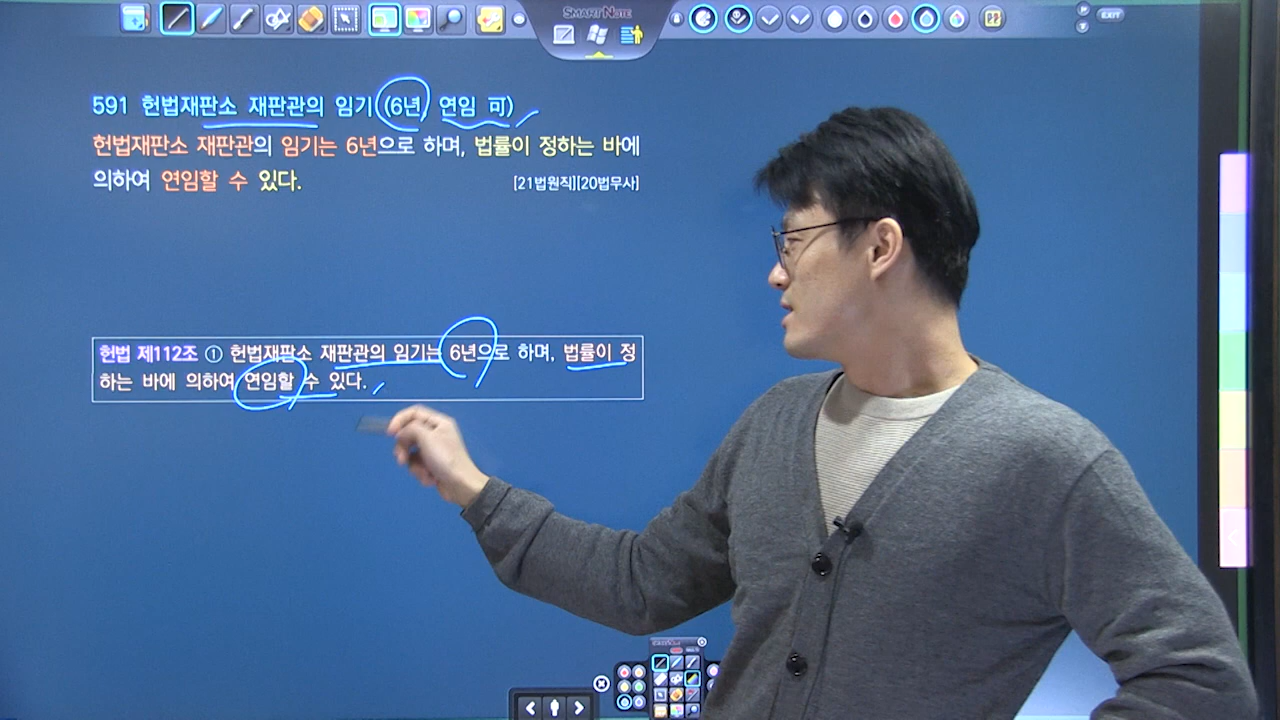 SMARTNOTE
EXIT
591 헌법재판소 재판관의 임기 (6년, 연임 可)
헌법재판소 재판관의 임기는 6년으로 하며, 법률이 정하는 바에
의하여 연임할 수 있다.
[21법원직][20법무사]
헌법 제112조 ① 헌법재판소 재판관의 임기는 6년으로 하며, 법률이 정
하는 바에 의하여 연임할 수 있다.